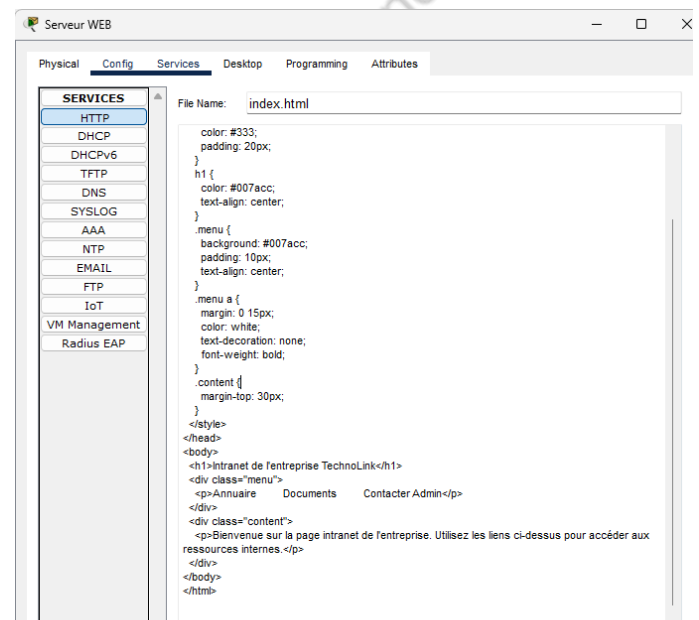 Serveur WEB
Physical Config Services Desktop Programming Attributes
SERVICES
HTTP
DHCP
DHCPv6
TFTP
DNS
SYSLOG
AAA
NTP
EMAIL
FTP
IoT
VM Management
Radius EAP
File Name: index.html
color: #333;
padding: 20px;
}
h1 {
color: #007acc;
text-align: center;
}
.menu {
background: #007acc;
padding: 10px;
text-align: center;
}
.menu a {
margin: 0 15px;
color: white;
text-decoration: none;
font-weight: bold;
}
.content {
margin-top: 30px;
}
</style>
</head>
<body>
<h1>Intranet de l'entreprise TechnoLink</h1>
<div class="menu">
<p>Annuaire Documents Contacter Admin</p>
</div>
<div class="content">
<p>Bienvenue sur la page intranet de l'entreprise. Utilisez les liens ci-dessus pour accéder aux
ressources internes.</p>
</div>
</body>
</html>